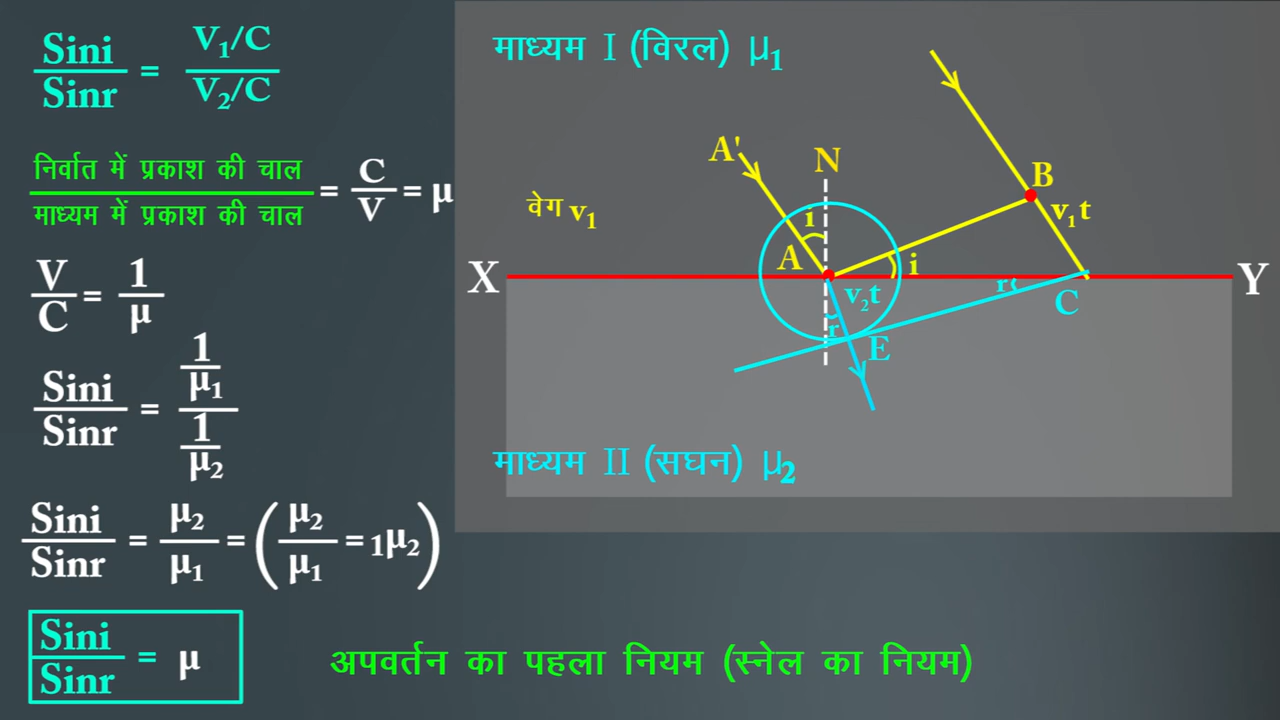 Sini/Sinr = V₁/C / V₂/C
निर्वात में प्रकाश की चाल / माध्यम में प्रकाश की चाल = C/V = μ
V/C = 1/μ
Sini/Sinr = 1/μ₁ / 1/μ₂
Sini/Sinr = μ₂/μ₁ = (μ₂/μ₁ = ₁μ₂)
Sini/Sinr = μ
अपवर्तन का पहला नियम (स्नेल का नियम)
माध्यम I (विरल) μ₁
A'
N
B
वेग v₁
i
v₁t
A
i
X
Y
v₂t
r
C
r
E
माध्यम II (सघन) μ₂